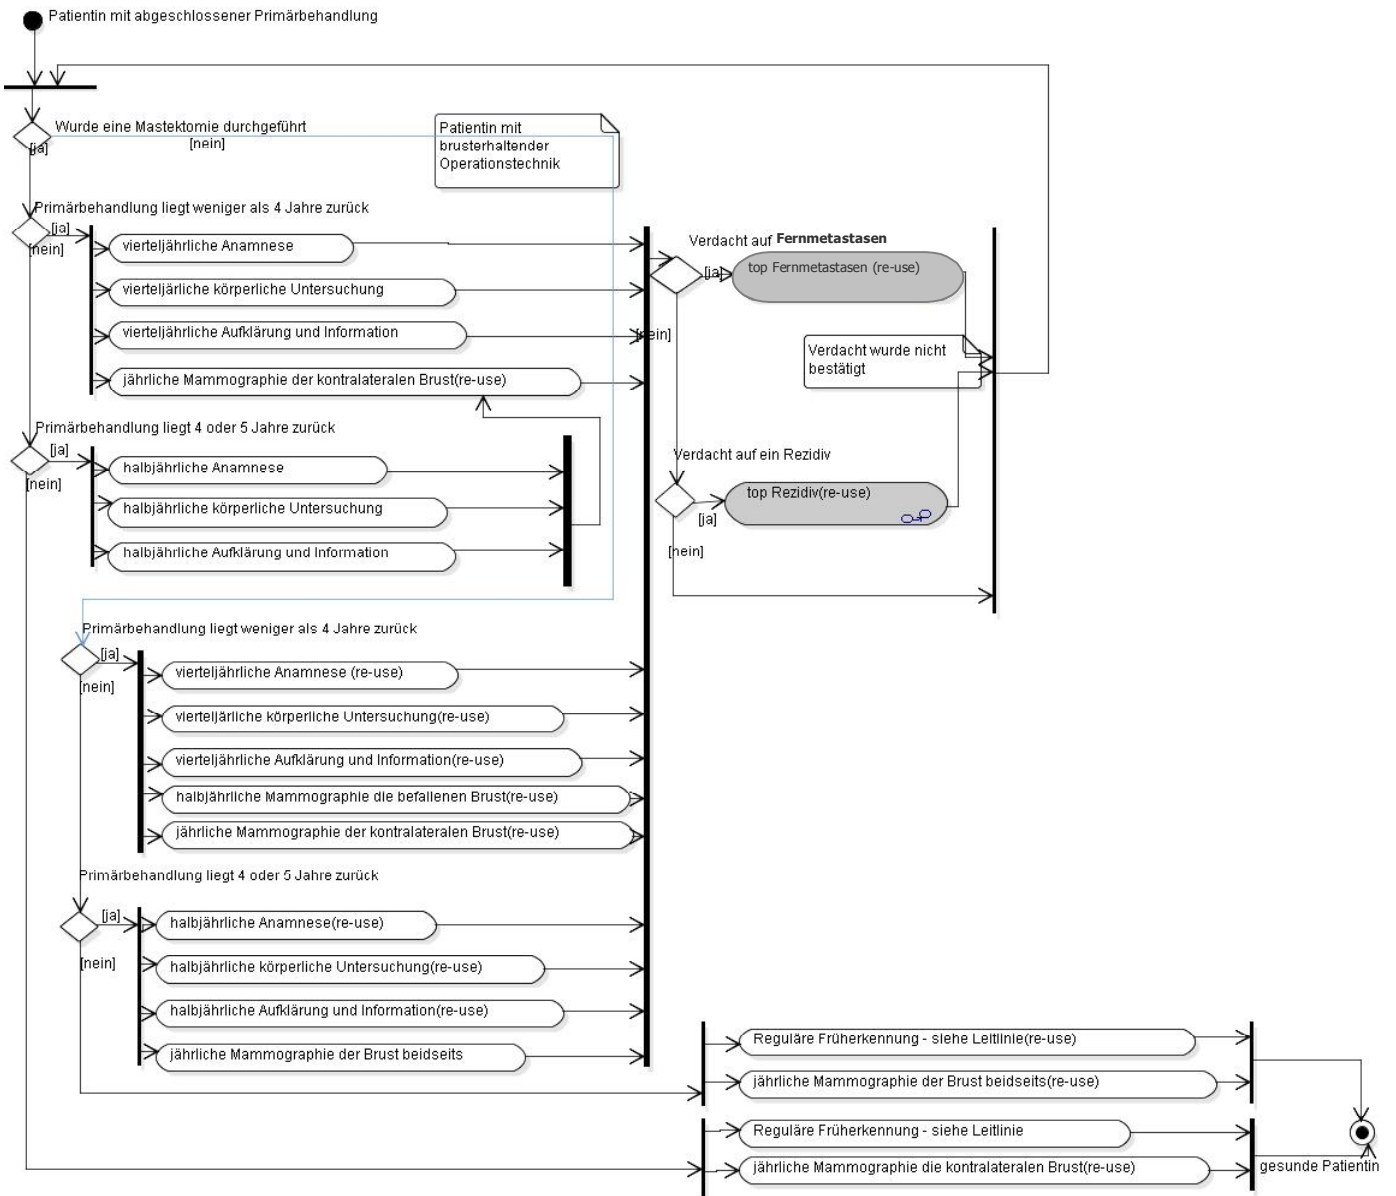 Patientin mit abgeschlossener Primärbehandlung
Wurde eine Mastektomie durchgeführt
[nein]
[ja]
Patientin mit
brusterhaltender
Operationstechnik
Primärbehandlung liegt weniger als 4 Jahre zurück
[ja]
[nein]
vierteljährliche Anamnese
vierteljärliche körperliche Untersuchung
vierteljährliche Aufklärung und Information
jährliche Mammographie der kontralateralen Brust(re-use)
Primärbehandlung liegt 4 oder 5 Jahre zurück
[ja]
[nein]
halbjährliche Anamnese
halbjährliche körperliche Untersuchung
halbjährliche Aufklärung und Information
Verdacht auf Fernmetastasen
[ja]
top Fernmetastasen (re-use)
[nein]
Verdacht wurde nicht
bestätigt
Verdacht auf ein Rezidiv
top Rezidiv(re-use)
[ja]
[nein]
Primärbehandlung liegt weniger als 4 Jahre zurück
[ja]
[nein]
vierteljährliche Anamnese (re-use)
vierteljärliche körperliche Untersuchung(re-use)
vierteljährliche Aufklärung und Information(re-use)
halbjährliche Mammographie die befallenen Brust(re-use)
jährliche Mammographie der kontralateralen Brust(re-use)
Primärbehandlung liegt 4 oder 5 Jahre zurück
[ja]
[nein]
halbjährliche Anamnese(re-use)
halbjährliche körperliche Untersuchung(re-use)
halbjährliche Aufklärung und Information(re-use)
jährliche Mammographie der Brust beidseits
Reguläre Früherkennung - siehe Leitlinie(re-use)
jährliche Mammographie der Brust beidseits(re-use)
Reguläre Früherkennung - siehe Leitlinie
jährliche Mammographie die kontralateralen Brust(re-use)
gesunde Patientin